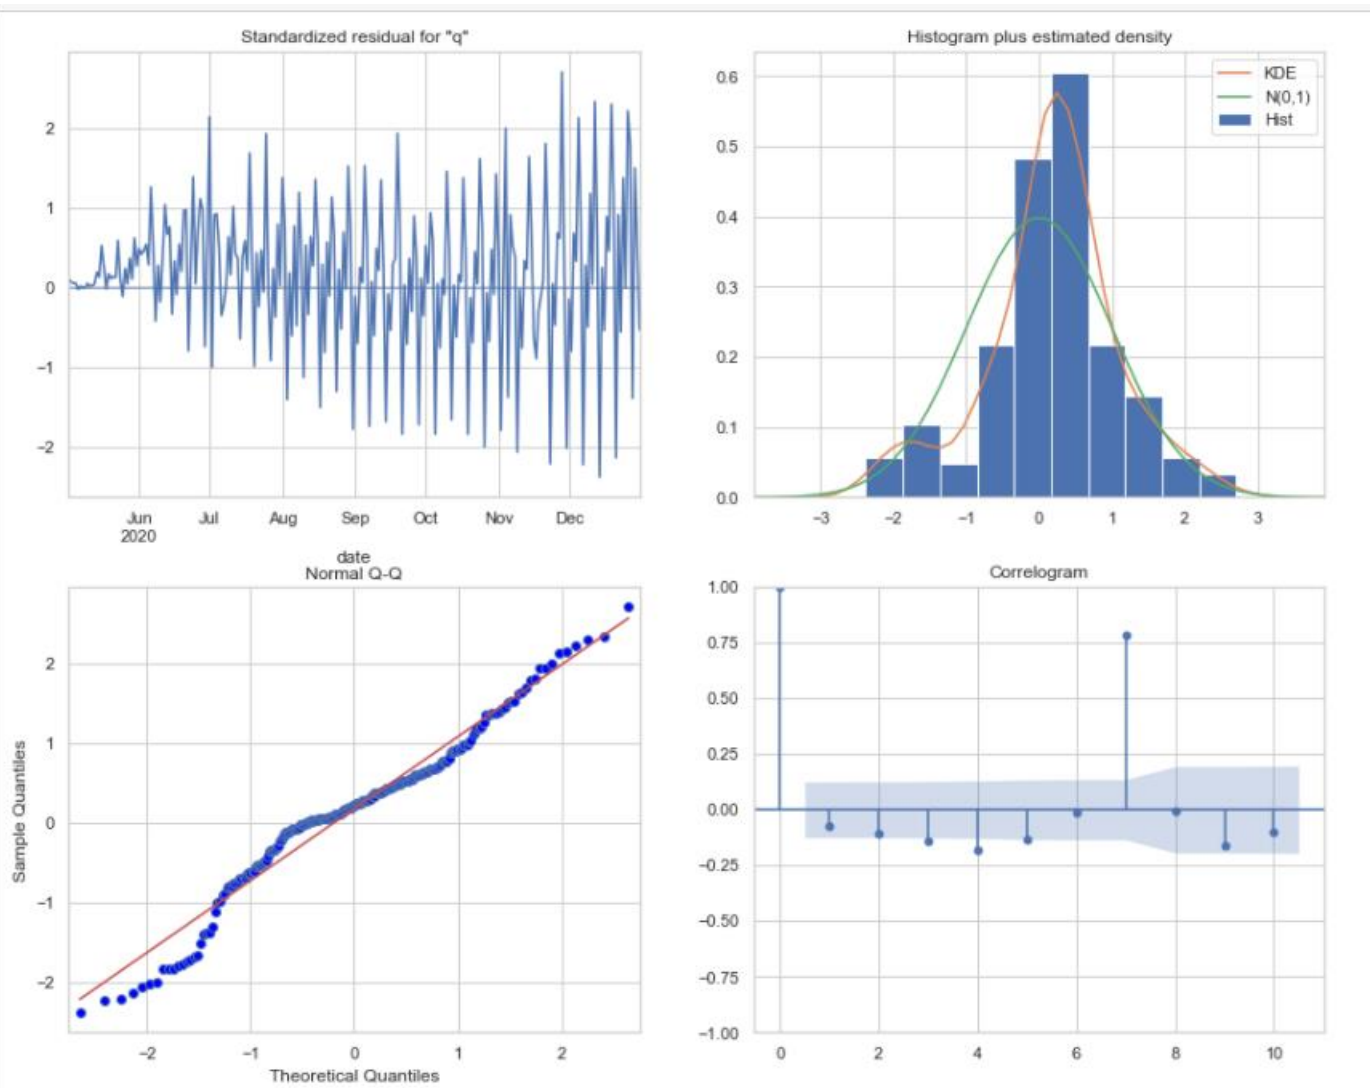 Standardized residual for "q"
2
1
0
−1
−2
Jun
2020
Jul
Aug
Sep
Oct
Nov
Dec
date
Histogram plus estimated density
KDE
N(0,1)
Hist
0.6
0.5
0.4
0.3
0.2
0.1
0.0
−3
−2
−1
0
1
2
3
Normal Q-Q
Sample Quantiles
2
1
0
−1
−2
−2
−1
0
1
2
Theoretical Quantiles
Correlogram
1.00
0.75
0.50
0.25
0.00
−0.25
−0.50
−0.75
−1.00
0
2
4
6
8
10